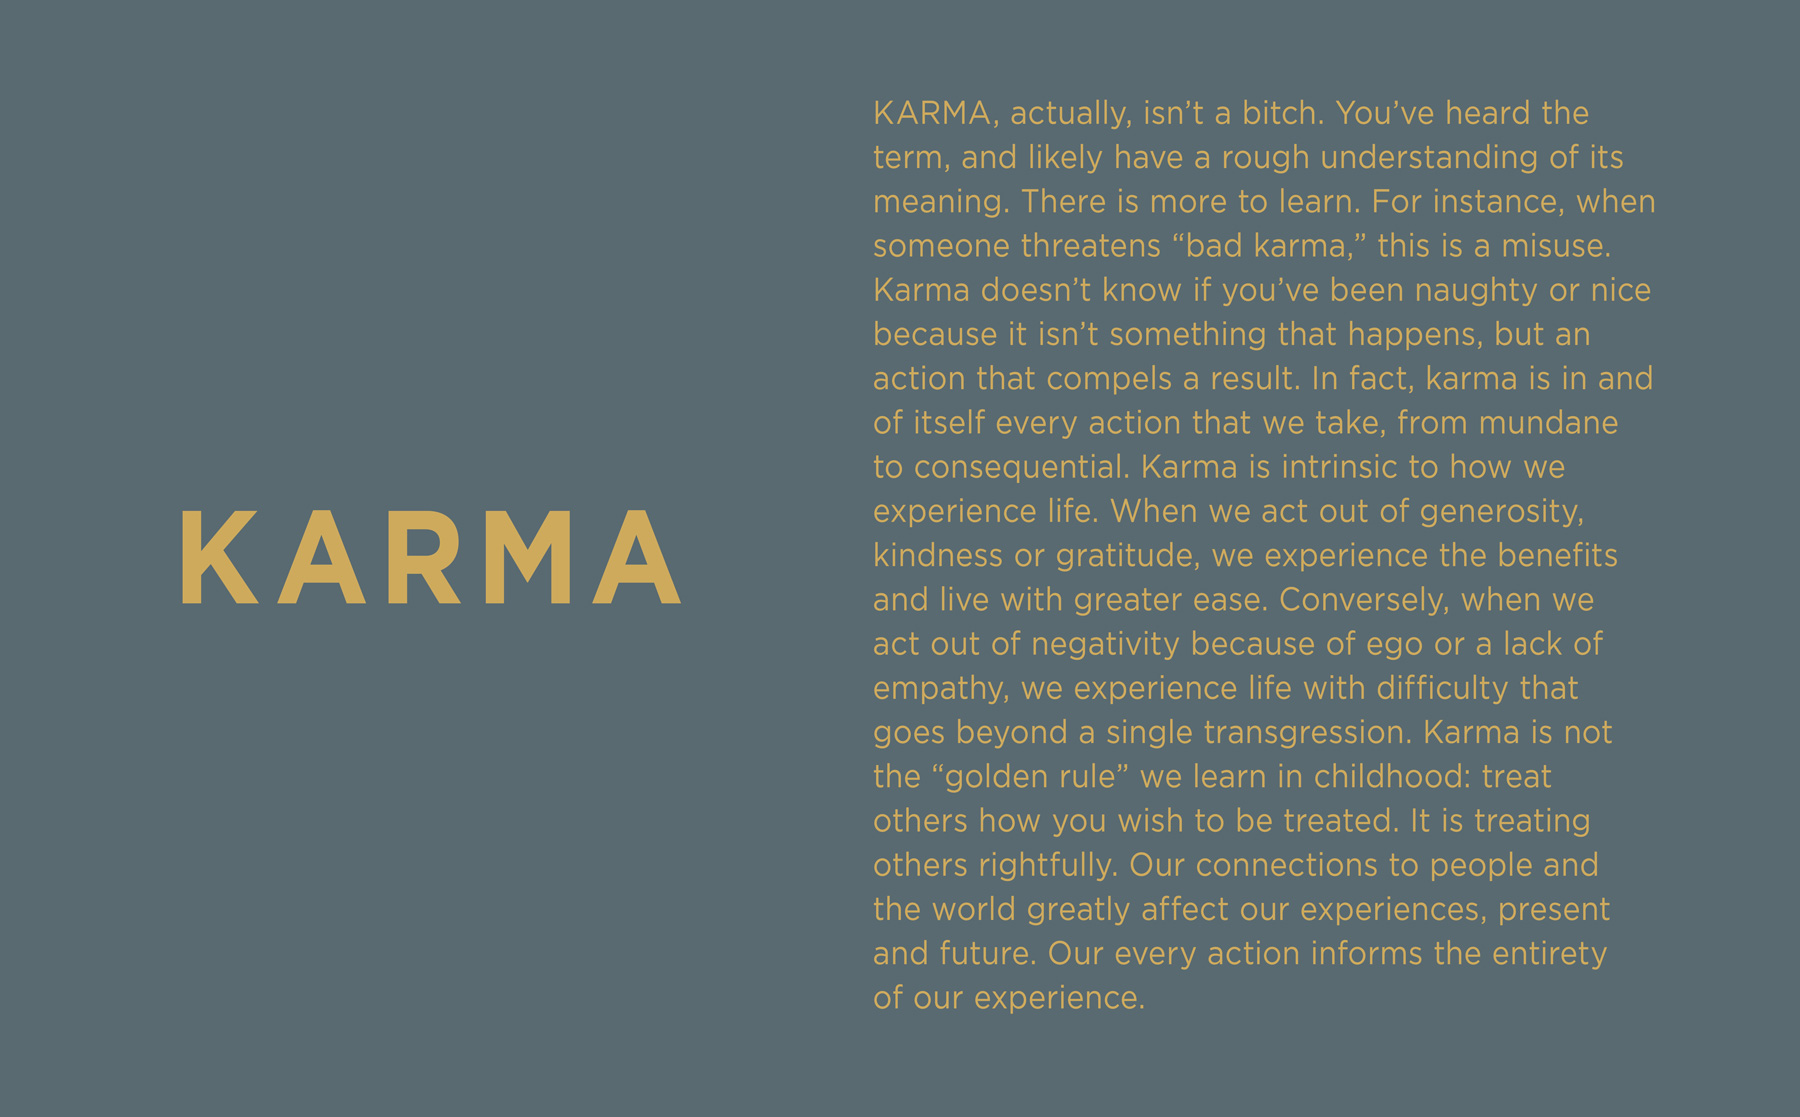 KARMA
KARMA, actually, isn’t a bitch. You’ve heard the
term, and likely have a rough understanding of its
meaning. There is more to learn. For instance, when
someone threatens “bad karma,” this is a misuse.
Karma doesn’t know if you’ve been naughty or nice
because it isn’t something that happens, but an
action that compels a result. In fact, karma is in and
of itself every action that we take, from mundane
to consequential. Karma is intrinsic to how we
experience life. When we act out of generosity,
kindness or gratitude, we experience the benefits
and live with greater ease. Conversely, when we
act out of negativity because of ego or a lack of
empathy, we experience life with difficulty that
goes beyond a single transgression. Karma is not
the “golden rule” we learn in childhood: treat
others how you wish to be treated. It is treating
others rightfully. Our connections to people and
the world greatly affect our experiences, present
and future. Our every action informs the entirety
of our experience.